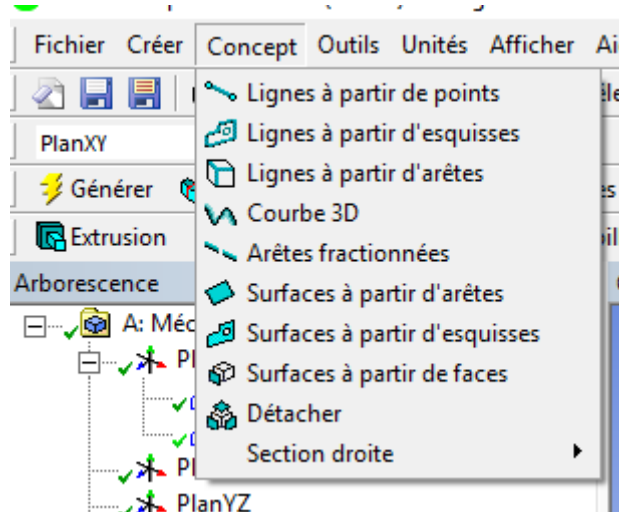 Fichier Créer Concept Outils Unités Afficher
Lignes à partir de points
PlanXY
Lignes à partir d'esquisses
Lignes à partir d'arêtes
Générer
Courbe 3D
Extrusion
Arêtes fractionnées
Arborescence
Surfaces à partir d'arêtes
A:
Surfaces à partir d'esquisses
Surfaces à partir de faces
Détacher
Section droite
PlanYZ